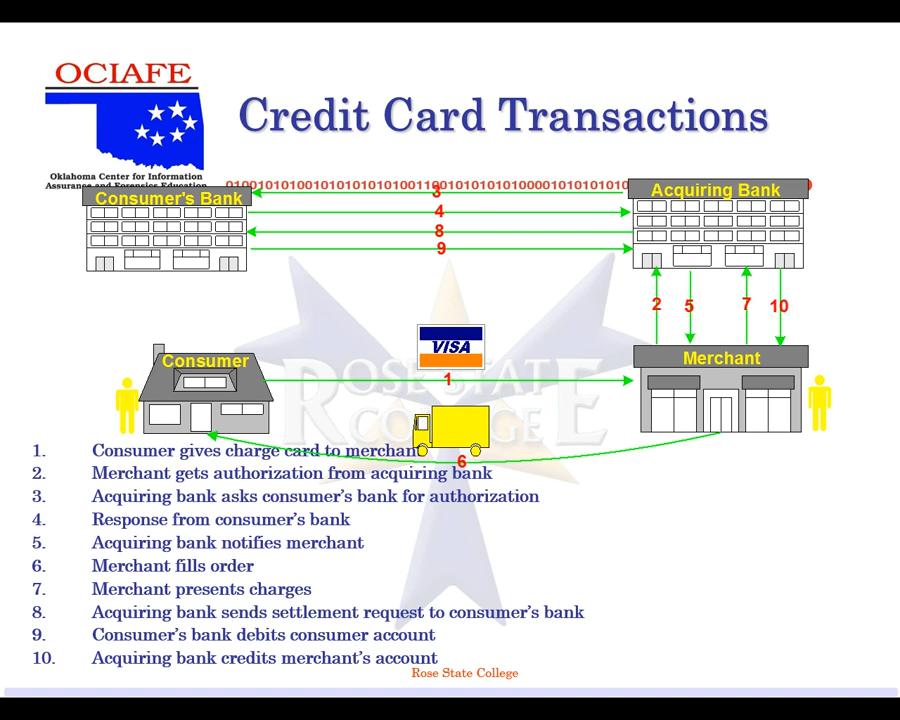 OCIAFE
Credit Card Transactions
Oklahoma Center for Information
Assurance and Forensics Education
Consumer's Bank
Acquiring Bank
3
4
8
9
2
5
7
10
VISA
Consumer
Merchant
1
ROSE STATE
COLLEGE
6
1. Consumer gives charge card to merchant
2. Merchant gets authorization from acquiring bank
3. Acquiring bank asks consumer's bank for authorization
4. Response from consumer's bank
5. Acquiring bank notifies merchant
6. Merchant fills order
7. Merchant presents charges
8. Acquiring bank sends settlement request to consumer's bank
9. Consumer's bank debits consumer account
10. Acquiring bank credits merchant's account
Rose State College